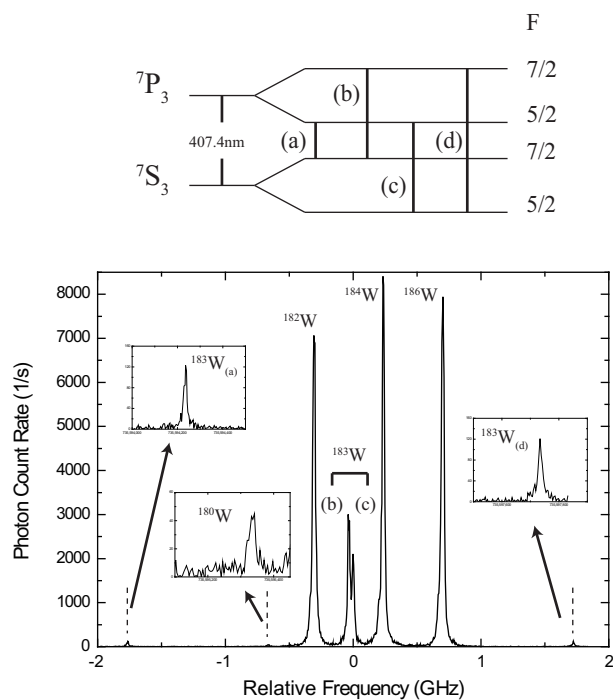 F
⁷P₃
7/2
(b)
5/2
407.4nm
(a)
(d)
7/2
⁷S₃
(c)
5/2
8000
7000
6000
5000
4000
3000
2000
1000
0
Photon Count Rate (1/s)
¹⁸⁴W
¹⁸⁶W
¹⁸²W
¹⁸³W(a)
¹⁸³W
(b) (c)
¹⁸³W(d)
¹⁸⁰W
-2 -1 0 1 2
Relative Frequency (GHz)